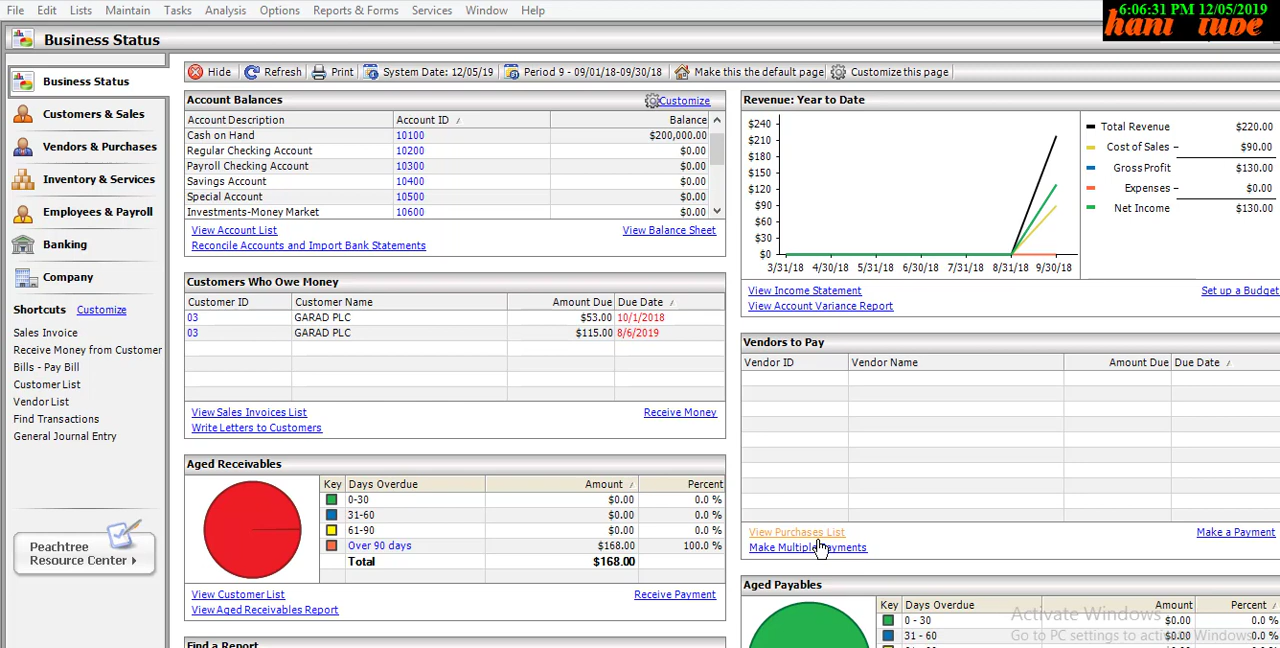 File Edit Lists Maintain Tasks Analysis Options Reports & Forms Services Window Help
6:06:31 PM 12/05/2019
hani tube
Business Status
Business Status
Customers & Sales
Vendors & Purchases
Inventory & Services
Employees & Payroll
Banking
Company
Shortcuts Customize
Sales Invoice
Receive Money from Customer
Bills - Pay Bill
Customer List
Vendor List
Find Transactions
General Journal Entry
Peachtree
Resource Center
Hide Refresh Print System Date: 12/05/19 Period 9 - 09/01/18-09/30/18 Make this the default page Customize this page
Account Balances Customize
Account Description Account ID / Balance
Cash on Hand 10100 $200,000.00
Regular Checking Account 10200 $0.00
Payroll Checking Account 10300 $0.00
Savings Account 10400 $0.00
Special Account 10500 $0.00
Investments-Money Market 10600 $0.00
View Account List View Balance Sheet
Reconcile Accounts and Import Bank Statements
Customers Who Owe Money
Customer ID Customer Name Amount Due Due Date /
03 GARAD PLC $53.00 10/1/2018
03 GARAD PLC $115.00 8/6/2019
View Sales Invoices List Receive Money
Write Letters to Customers
Aged Receivables
Key Days Overdue Amount / Percent
0-30 $0.00 0.0 %
31-60 $0.00 0.0 %
61-90 $0.00 0.0 %
Over 90 days $168.00 100.0 %
Total $168.00
View Customer List Receive Payment
View Aged Receivables Report
Find a Report
Revenue: Year to Date
$240
$210
$180
$150
$120
$90
$60
$30
$0
3/31/18 4/30/18 5/31/18 6/30/18 7/31/18 8/31/18 9/30/18
Total Revenue $220.00
Cost of Sales - $90.00
Gross Profit $130.00
Expenses - $0.00
Net Income $130.00
View Income Statement Set up a Budget
View Account Variance Report
Vendors to Pay
Vendor ID Vendor Name Amount Due Due Date /
View Purchases List Make a Payment
Make Multiple Payments
Aged Payables
Key Days Overdue Amount Percent /
0 - 30 $0.00 0.0 %
31 - 60 $0.00 0.0 %
Activate Windows
Go to PC settings to activate Windows.